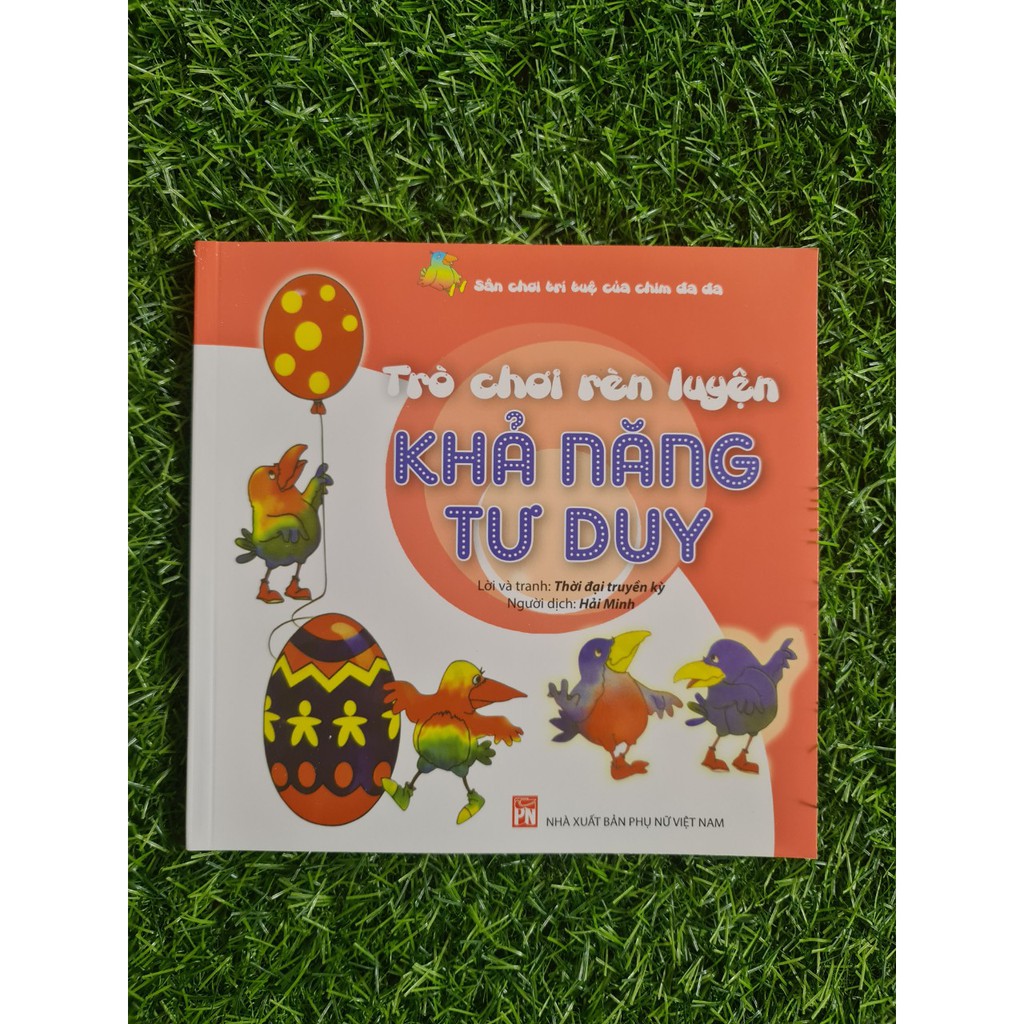 Sân chơi trí tuệ của chim đa đa
Trò chơi rèn luyện
KHẢ NĂNG
TƯ DUY
Lời và tranh: Thời đại truyền kỳ
Người dịch: Hải Minh
PN
NHÀ XUẤT BẢN PHỤ NỮ VIỆT NAM